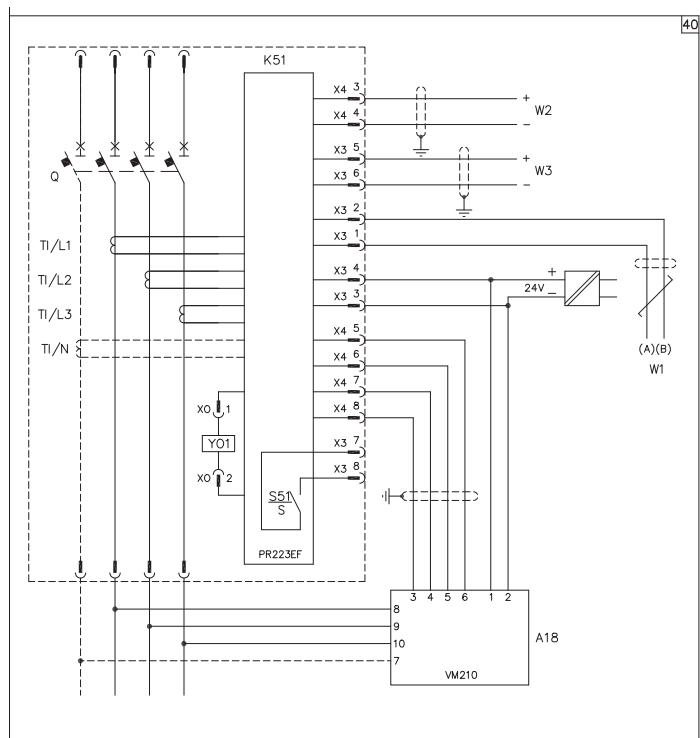 40
K51
X4 3
+
W2
X4 4
–
Q
X4 5
+
W3
X4 6
–
X3 2
X3 1
TI/L1
TI/L2
X3 4
+
24V –
TI/L3
X3 3
TI/N
X4 5
(A)(B)
X4 6
W1
X4 7
X0 1
X4 8
Y01
X3 7
X0 2
X3 8
S51
S
PR223EF
3 4 5 6 1 2
8
9
A18
10
7
VM210